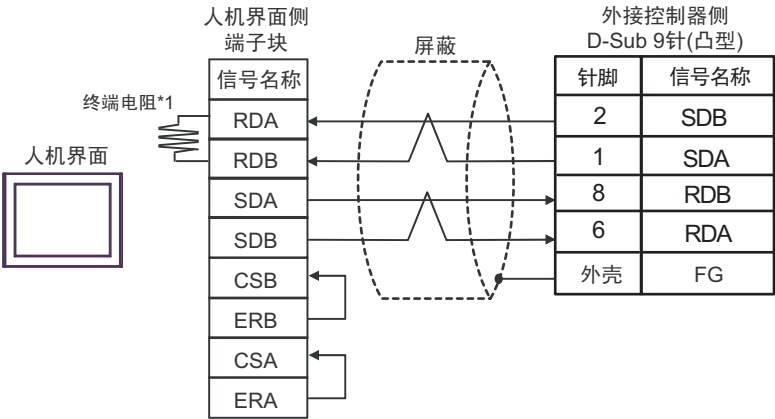 人机界面侧
端子块
外接控制器侧
D-Sub 9针(凸型)
屏蔽
终端电阻*1
人机界面
信号名称
RDA
RDB
SDA
SDB
CSB
ERB
CSA
ERA
针脚 信号名称
2 SDB
1 SDA
8 RDB
6 RDA
外壳 FG